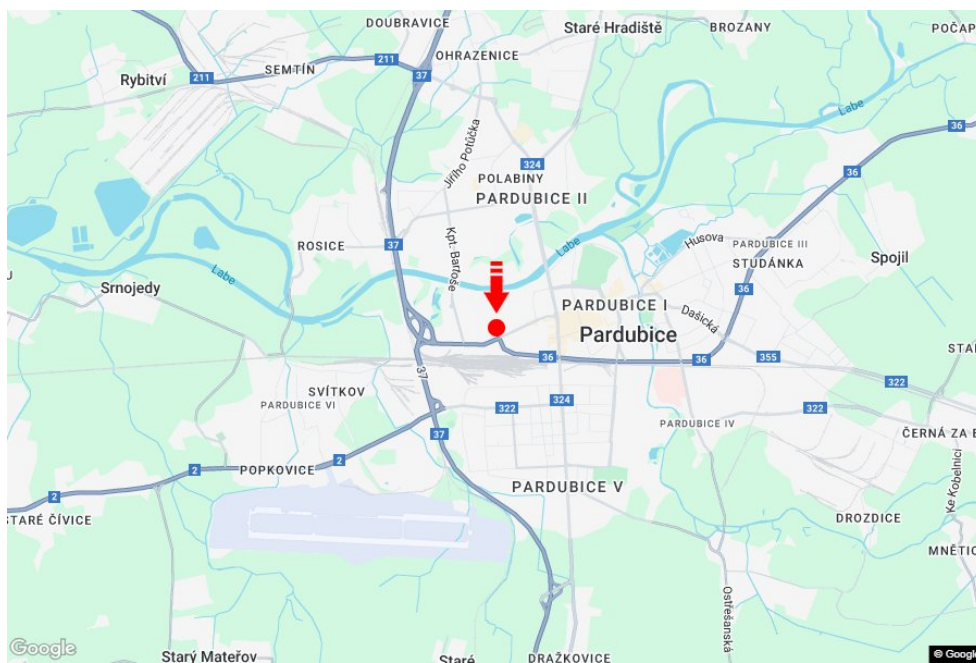 DOUBRAVICE
Staré Hradiště
BROZANY
POČAP
OHRAZENICE
211
SEMTÍN
37
Rybitví
211
Labe
36
Jiřího Potůčka
324
36
POLABINY
PARDUBICE II
Kpt. Bartoše
Husova
PARDUBICE III
STUDÁNKA
Spojil
ROSICE
37
Labe
Labe
Srnojedy
36
PARDUBICE I
Pardubice
Dašická
36
36
355
STAŘ
37
322
SVÍTKOV
PARDUBICE VI
322
324
322
PARDUBICE IV
ČERNÁ ZA B
37
2
POPKOVICE
2
PARDUBICE V
STARÉ ČÍVICE
DROZDICE
Ke Kobelnici
MNĚTIC
Ostřešanská
Google
Starý Mateřov
Staré
DRAŽKOVICE
© Google